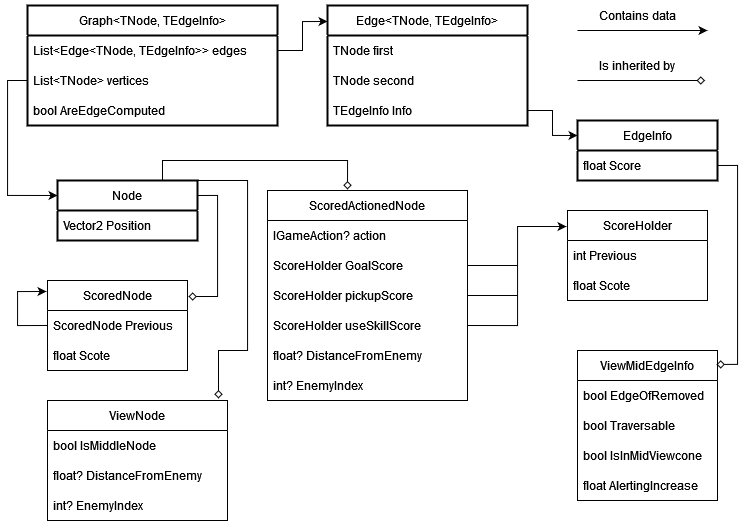 Graph<TNode, TEdgeInfo>
List<Edge<TNode, TEdgeInfo>> edges
List<TNode> vertices
bool AreEdgeComputed
Edge<TNode, TEdgeInfo>
TNode first
TNode second
TEdgeInfo Info
Contains data
Is inherited by
EdgeInfo
float Score
Node
Vector2 Position
ScoredActionedNode
IGameAction? action
ScoreHolder GoalScore
ScoreHolder pickupScore
ScoreHolder useSkillScore
float? DistanceFromEnemy
int? EnemyIndex
ScoreHolder
int Previous
float Scote
ScoredNode
ScoredNode Previous
float Scote
ViewNode
bool IsMiddleNode
float? DistanceFromEnemy
int? EnemyIndex
ViewMidEdgeInfo
bool EdgeOfRemoved
bool Traversable
bool IsInMidViewcone
float AlertingIncrease